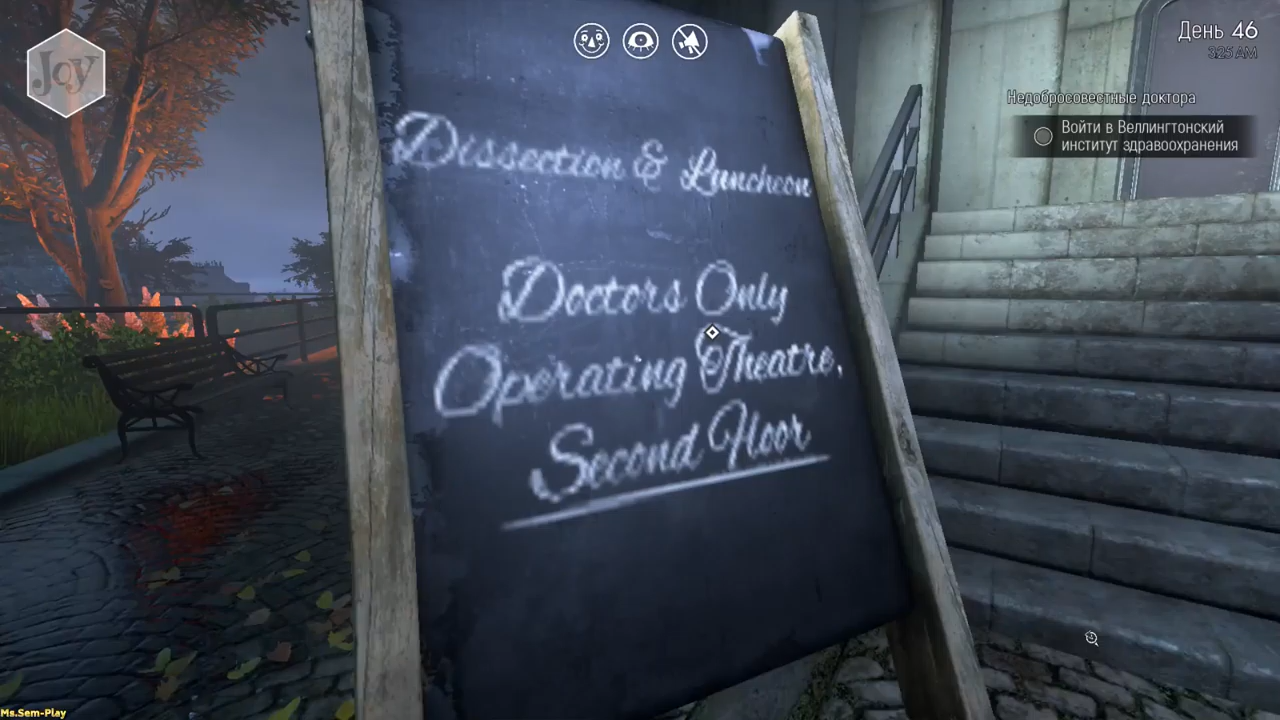 Joy
День 46
3:25 AM
Недобросовестные доктора
Войти в Веллингтонский
институт здравоохранения
Dissection & Luncheon
Doctors Only
Operating Theatre,
Second Floor
Ms.Sem-Play